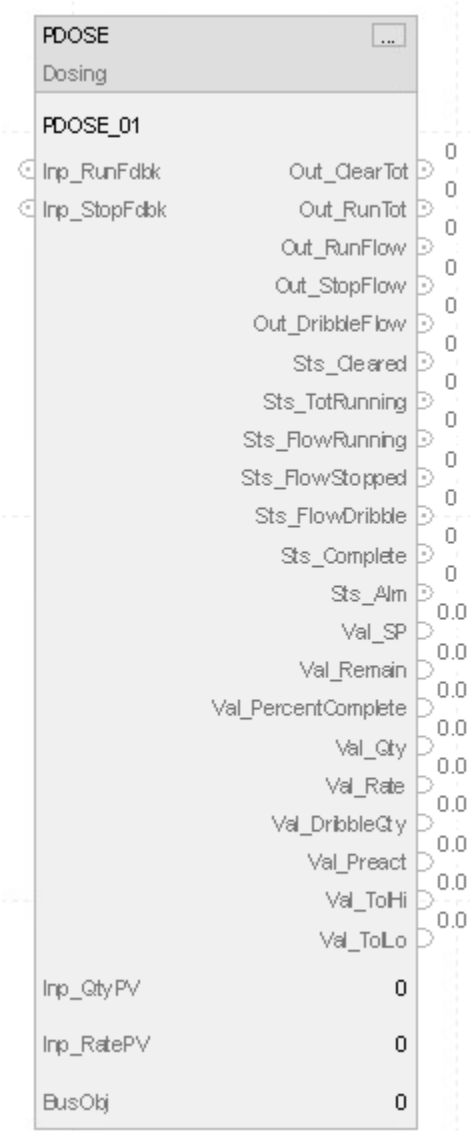 PDOSE ...
Dosing
PDOSE_01
0
Inp_RunFdbk Out_ClearTot
0
Inp_StopFdbk Out_RunTot
0
Out_RunFlow
0
Out_StopFlow
0
Out_DribbleFlow
0
Sts_Cleared
0
Sts_TotRunning
0
Sts_FlowRunning
0
Sts_FlowStopped
0
Sts_FlowDribble
0
Sts_Complete
0
Sts_Alm
0.0
Val_SP
0.0
Val_Remain
0.0
Val_PercentComplete
0.0
Val_Qty
0.0
Val_Rate
0.0
Val_DribbleQty
0.0
Val_Preact
0.0
Val_TolHi
0.0
Val_TolLo
Inp_QtyPV 0
Inp_RatePV 0
BusObj 0